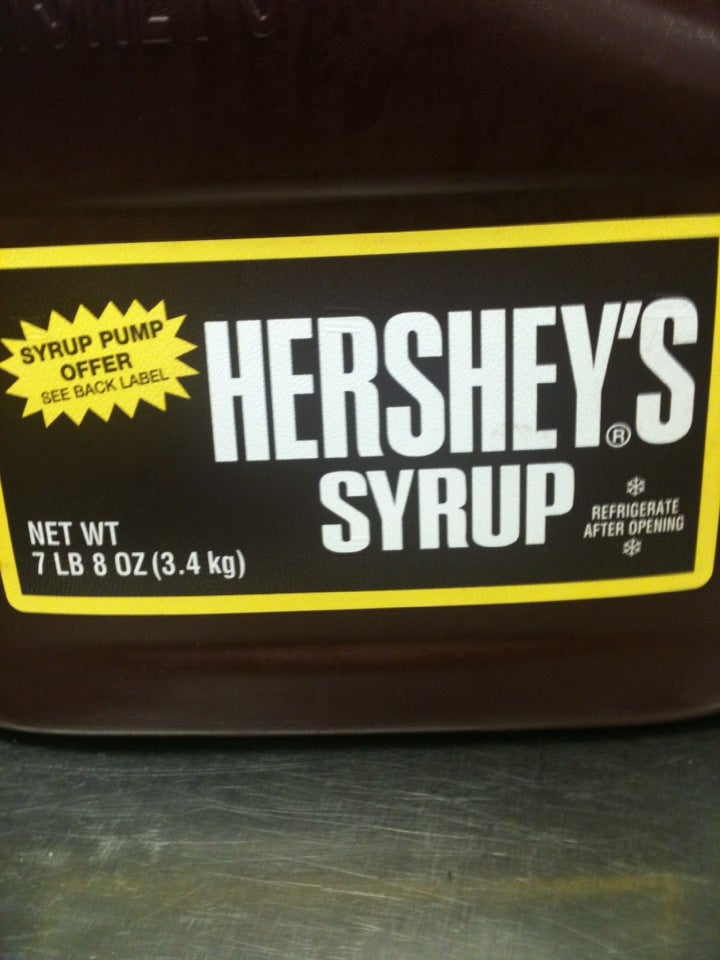 SYRUP PUMP
OFFER
SEE BACK LABEL
HERSHEY'S®
SYRUP
NET WT
7 LB 8 OZ (3.4 kg)
REFRIGERATE
AFTER OPENING